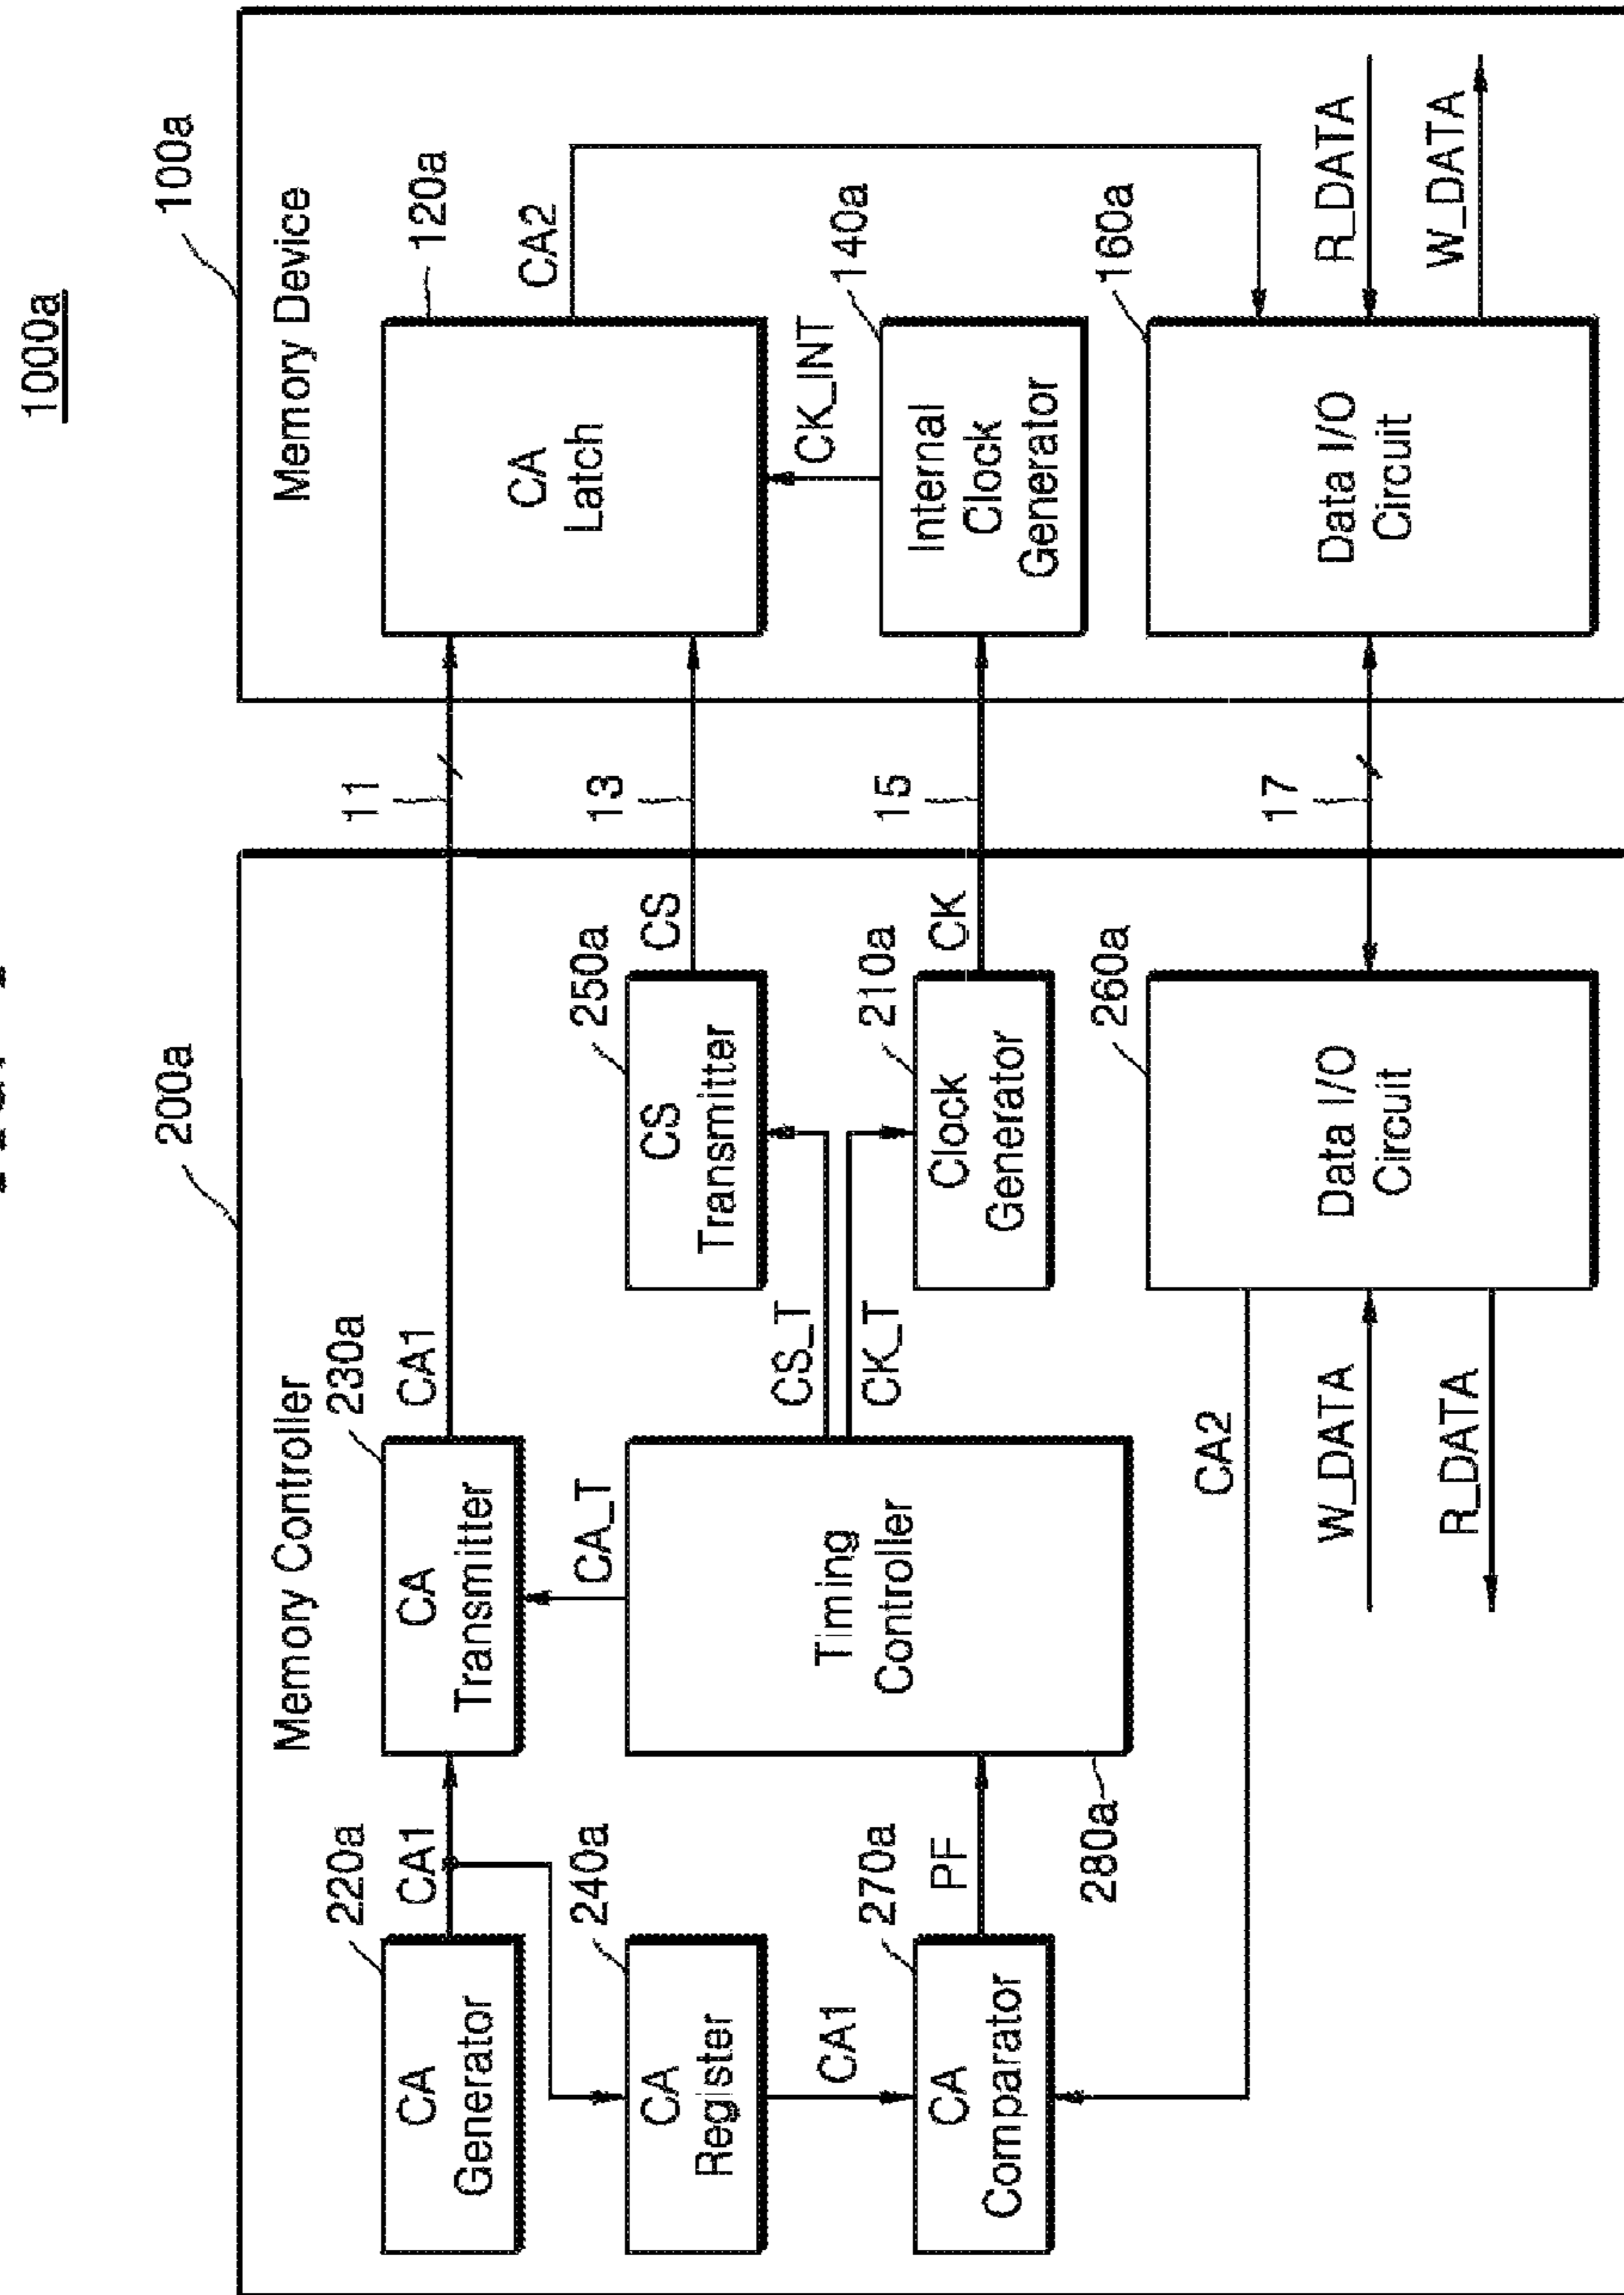 1000a
200a
100a
Memory Controller
Memory Device
220a
CA1
230a
CA1
11
120a
CA
Generator
CA
Transmitter
CA
Latch
CA2
240a
CA_T
250a
CS
13
CA
Register
CS
Transmitter
CS_T
CK_T
CK_INT
140a
CA1
Timing
Controller
270a
PF
280a
210a
CK
15
CA
Comparator
Clock
Generator
Internal
Clock
Generator
CA2
260a
17
160a
W_DATA
R_DATA
Data I/O
Circuit
Data I/O
Circuit
R_DATA
W_DATA